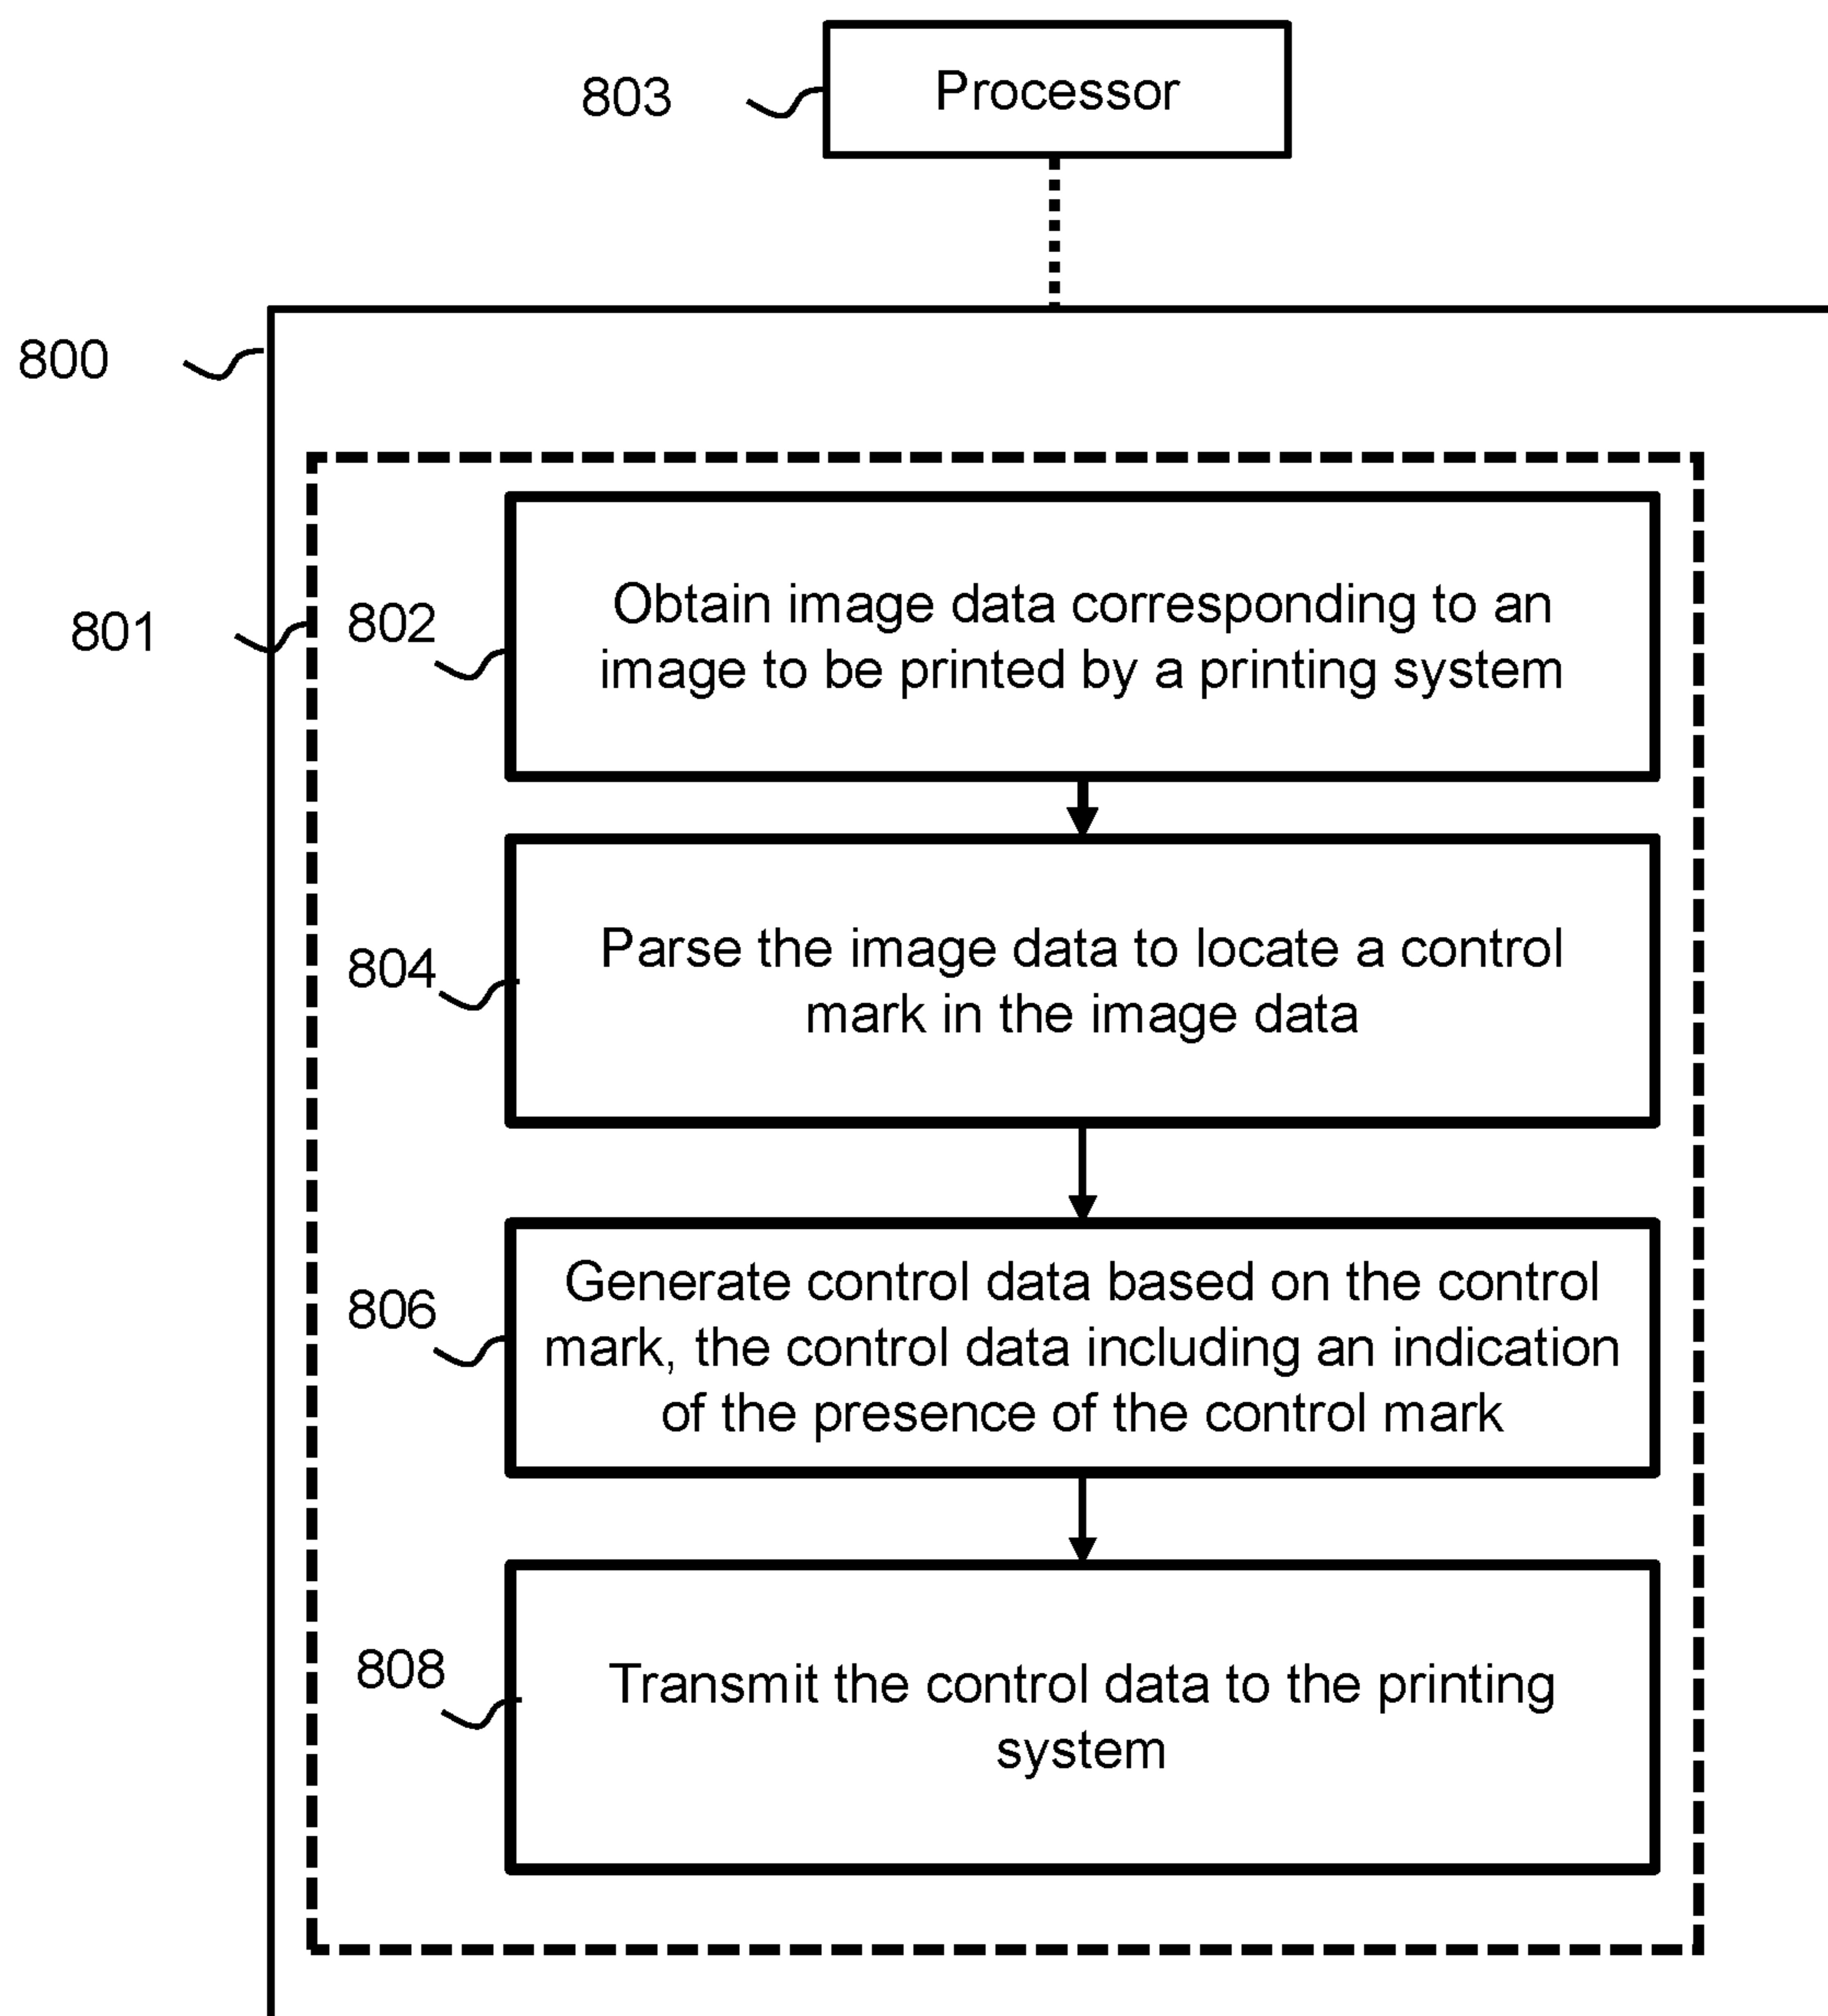 803
Processor
800
801
802
Obtain image data corresponding to an
image to be printed by a printing system
804
Parse the image data to locate a control
mark in the image data
806
Generate control data based on the control
mark, the control data including an indication
of the presence of the control mark
808
Transmit the control data to the printing
system